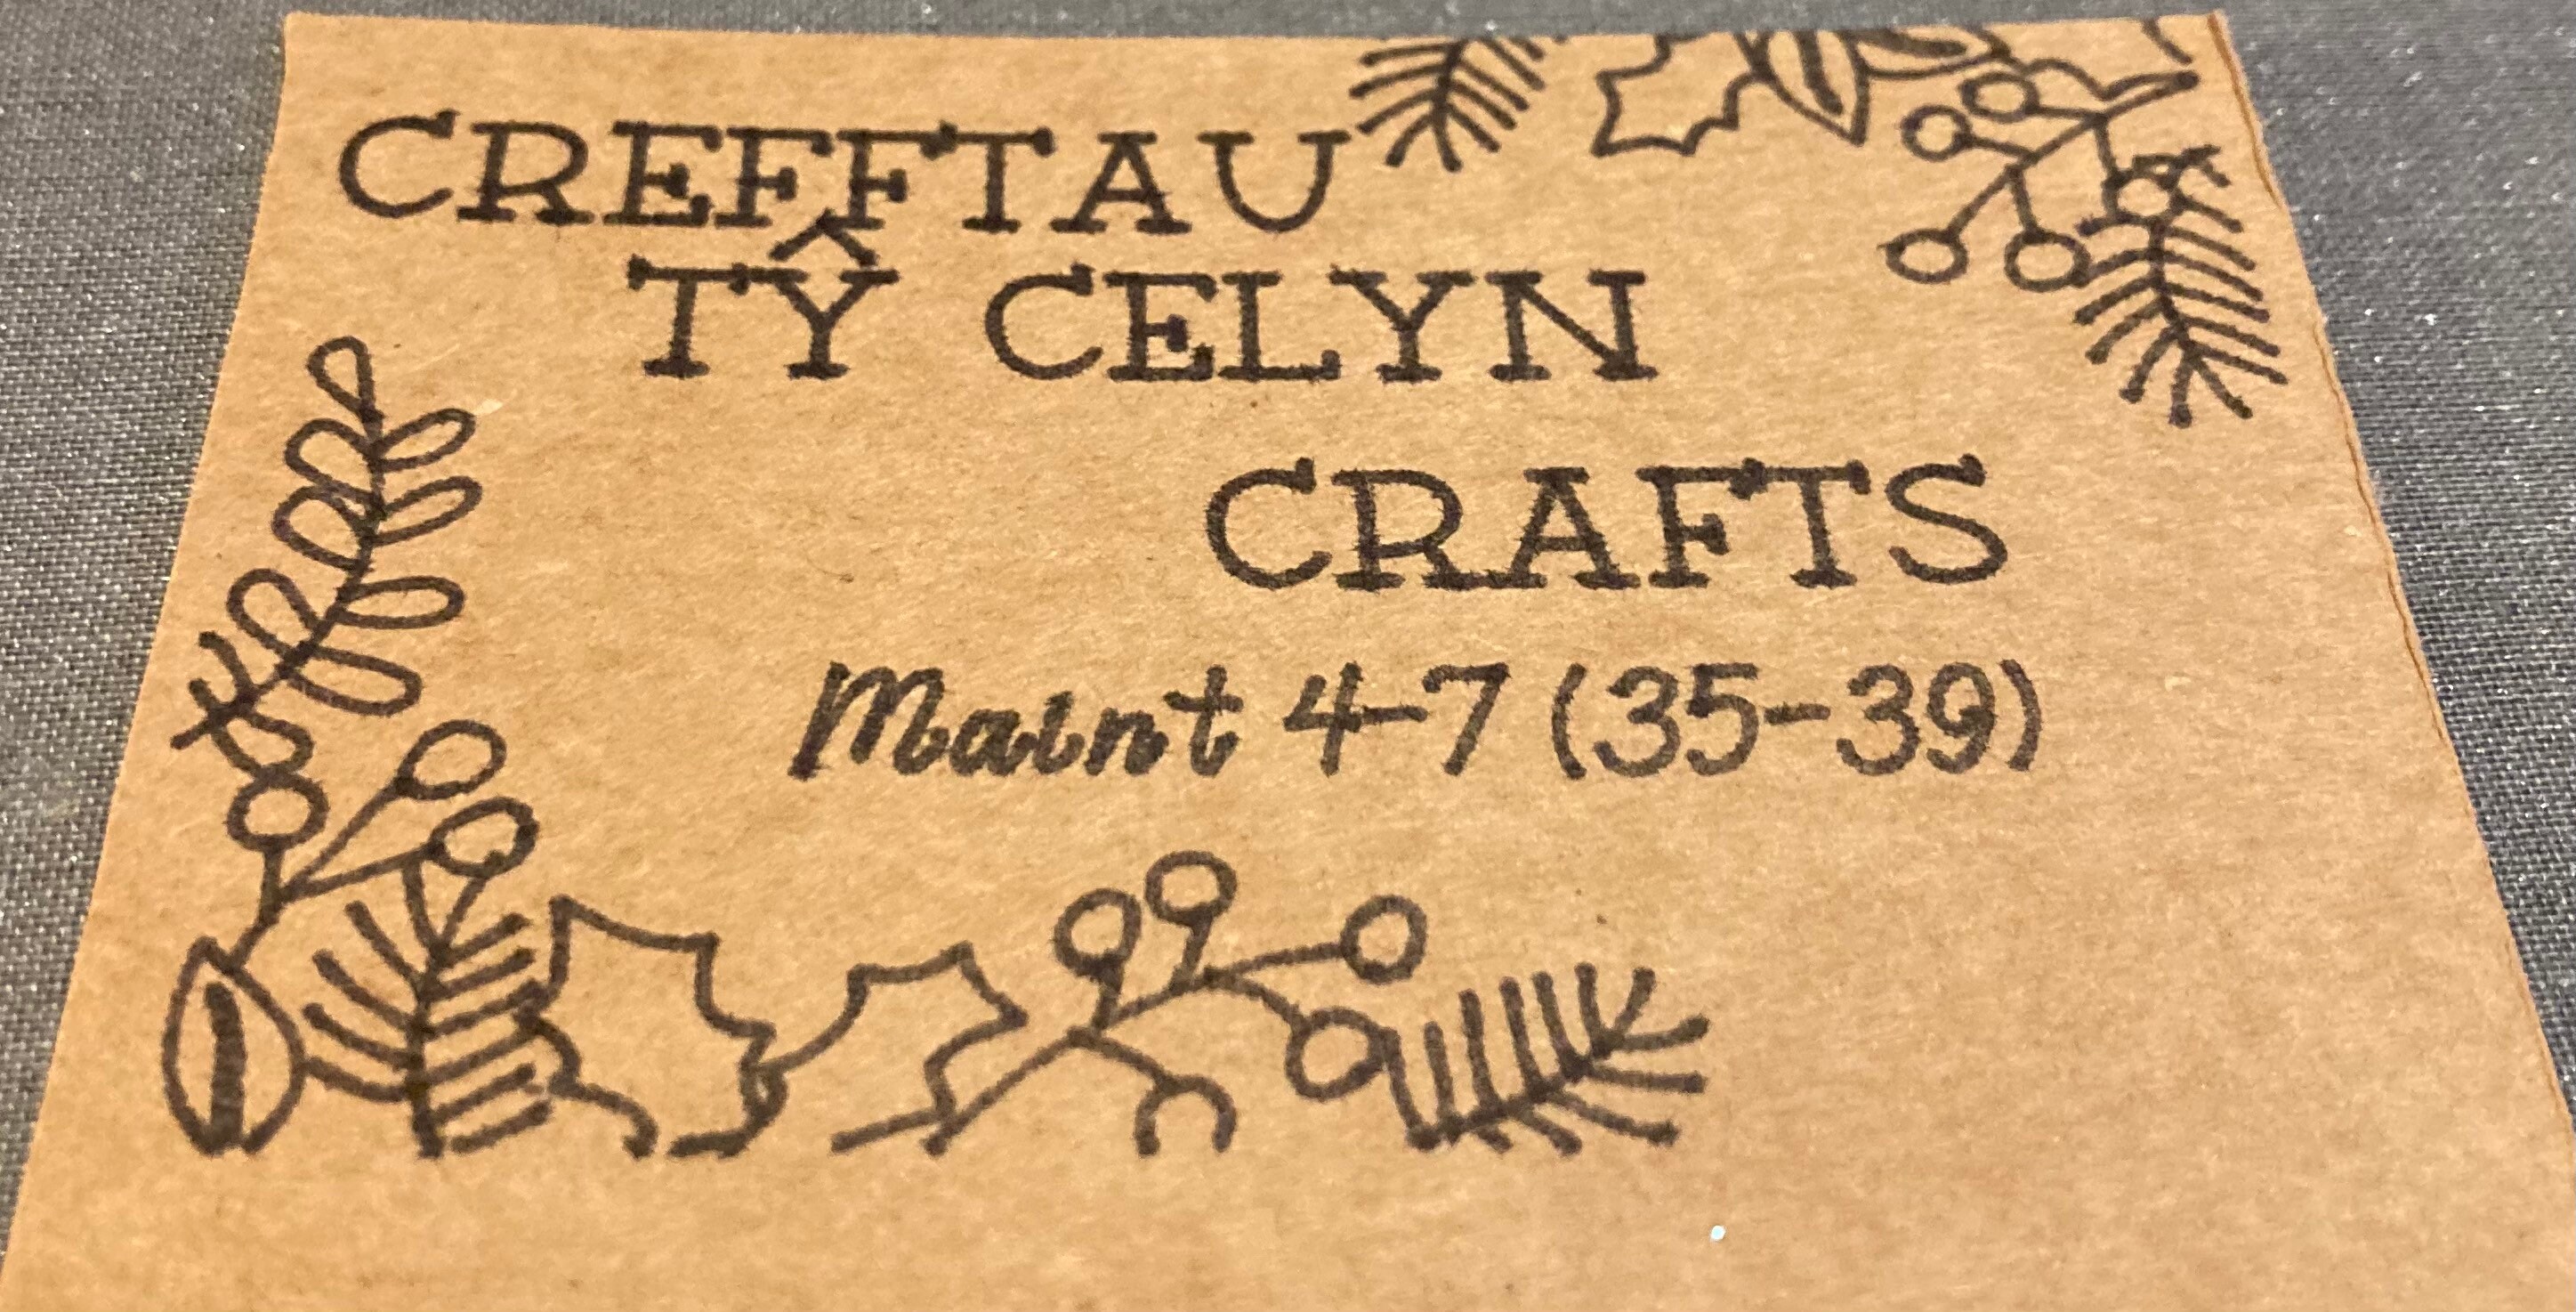 CREFFTAU
TŶ CELYN
CRAFTS
Maint 4-7 (35-39)